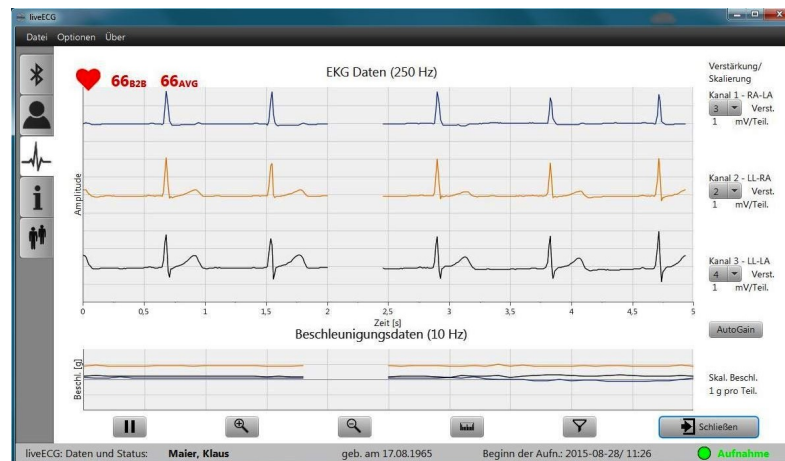 liveECG
Datei Optionen Über
66B2B 66AVG
EKG Daten (250 Hz)
Verstärkung/
Skalierung
Kanal 1 - RA-LA
3 Verst.
1 mV/Teil.
Kanal 2 - LL-RA
2 Verst.
1 mV/Teil.
Kanal 3 - LL-LA
4 Verst.
1 mV/Teil.
Amplitude
0 0,5 1 1,5 2 2,5 3 3,5 4 4,5 5
Zeit [s]
AutoGain
Beschleunigungsdaten (10 Hz)
Beschl. [g]
Skal. Beschl.
1 g pro Teil.
Schließen
liveECG: Daten und Status: Maier, Klaus geb. am 17.08.1965 Beginn der Aufn.: 2015-08-28/ 11:26 Aufnahme